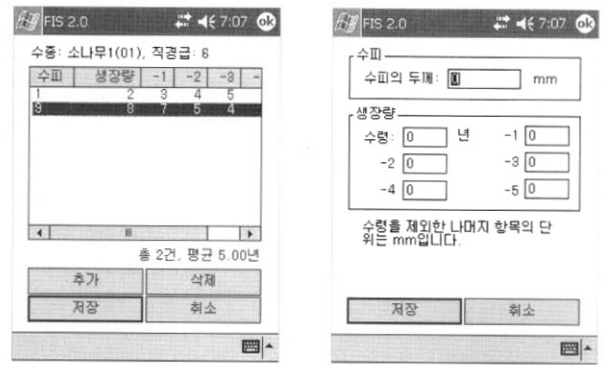 FIS 2.0 7:07 ok
수종: 소나무1(01), 직경급: 6
수피 생장량 -1 -2 -3 -
1 2 3 4 5
9 8 7 5 4
총 2건, 평균 5.00년
추가 삭제
저장 취소
FIS 2.0 7:07 ok
수피
수피의 두께: 0 mm
생장량
수령: 0 년 -1 0
-2 0 -3 0
-4 0 -5 0
수령을 제외한 나머지 항목의 단
위는 mm입니다.
저장 취소